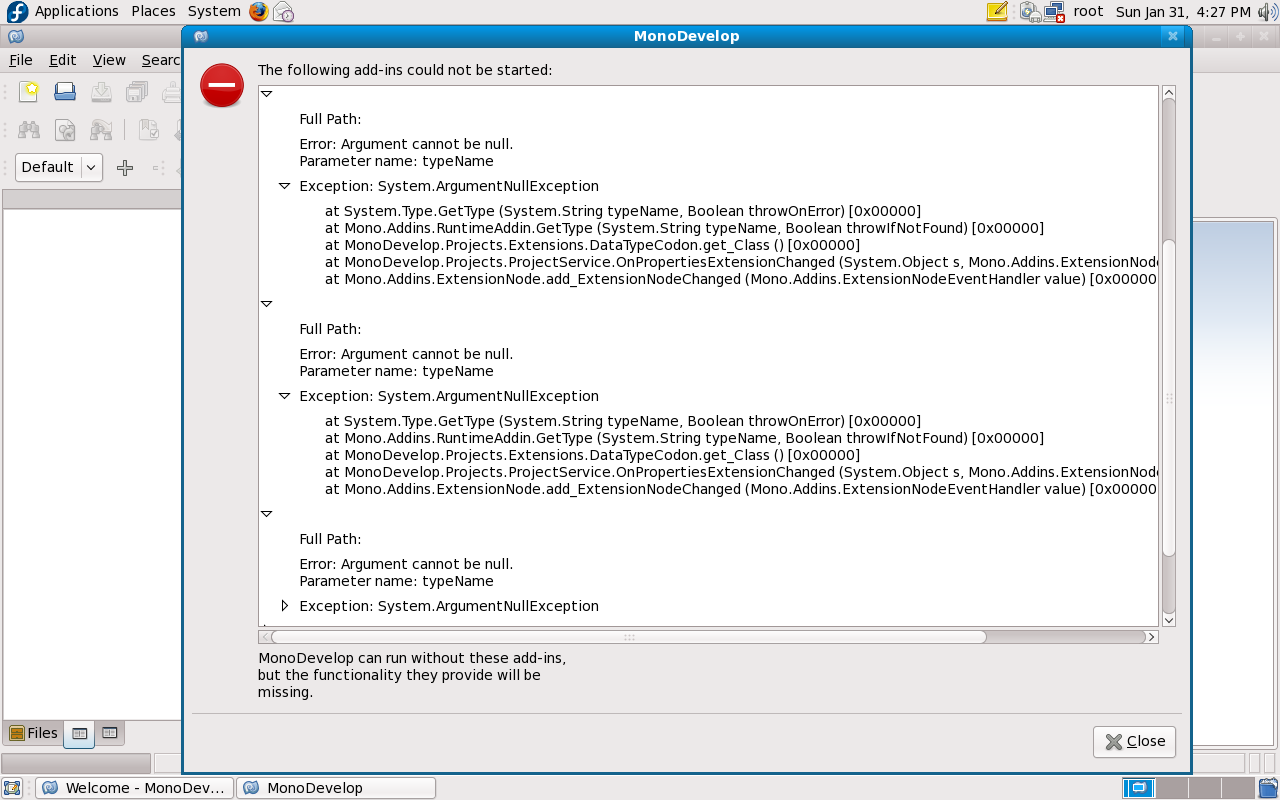 Applications Places System root Sun Jan 31, 4:27 PM
MonoDevelop
File Edit View Searc
The following add-ins could not be started:
Full Path:
Error: Argument cannot be null.
Parameter name: typeName
Default
Exception: System.ArgumentNullException
at System.Type.GetType (System.String typeName, Boolean throwOnError) [0x00000]
at Mono.Addins.RuntimeAddin.GetType (System.String typeName, Boolean throwIfNotFound) [0x00000]
at MonoDevelop.Projects.Extensions.DataTypeCodon.get_Class () [0x00000]
at MonoDevelop.Projects.ProjectService.OnPropertiesExtensionChanged (System.Object s, Mono.Addins.ExtensionNode
at Mono.Addins.ExtensionNode.add_ExtensionNodeChanged (Mono.Addins.ExtensionNodeEventHandler value) [0x00000
Full Path:
Error: Argument cannot be null.
Parameter name: typeName
Exception: System.ArgumentNullException
at System.Type.GetType (System.String typeName, Boolean throwOnError) [0x00000]
at Mono.Addins.RuntimeAddin.GetType (System.String typeName, Boolean throwIfNotFound) [0x00000]
at MonoDevelop.Projects.Extensions.DataTypeCodon.get_Class () [0x00000]
at MonoDevelop.Projects.ProjectService.OnPropertiesExtensionChanged (System.Object s, Mono.Addins.ExtensionNode
at Mono.Addins.ExtensionNode.add_ExtensionNodeChanged (Mono.Addins.ExtensionNodeEventHandler value) [0x00000
Full Path:
Error: Argument cannot be null.
Parameter name: typeName
Exception: System.ArgumentNullException
MonoDevelop can run without these add-ins,
but the functionality they provide will be
missing.
Files
Close
Welcome - MonoDev... MonoDevelop